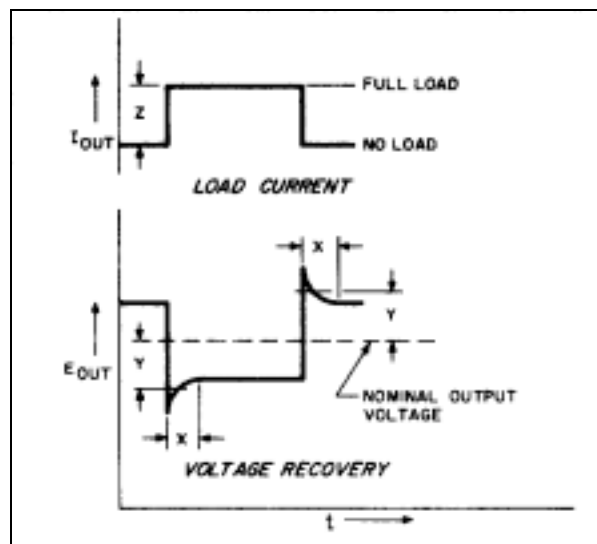 FULL LOAD
Z
I OUT
NO LOAD
LOAD CURRENT
X
Y
E OUT
Y
NOMINAL OUTPUT
VOLTAGE
X
VOLTAGE RECOVERY
t